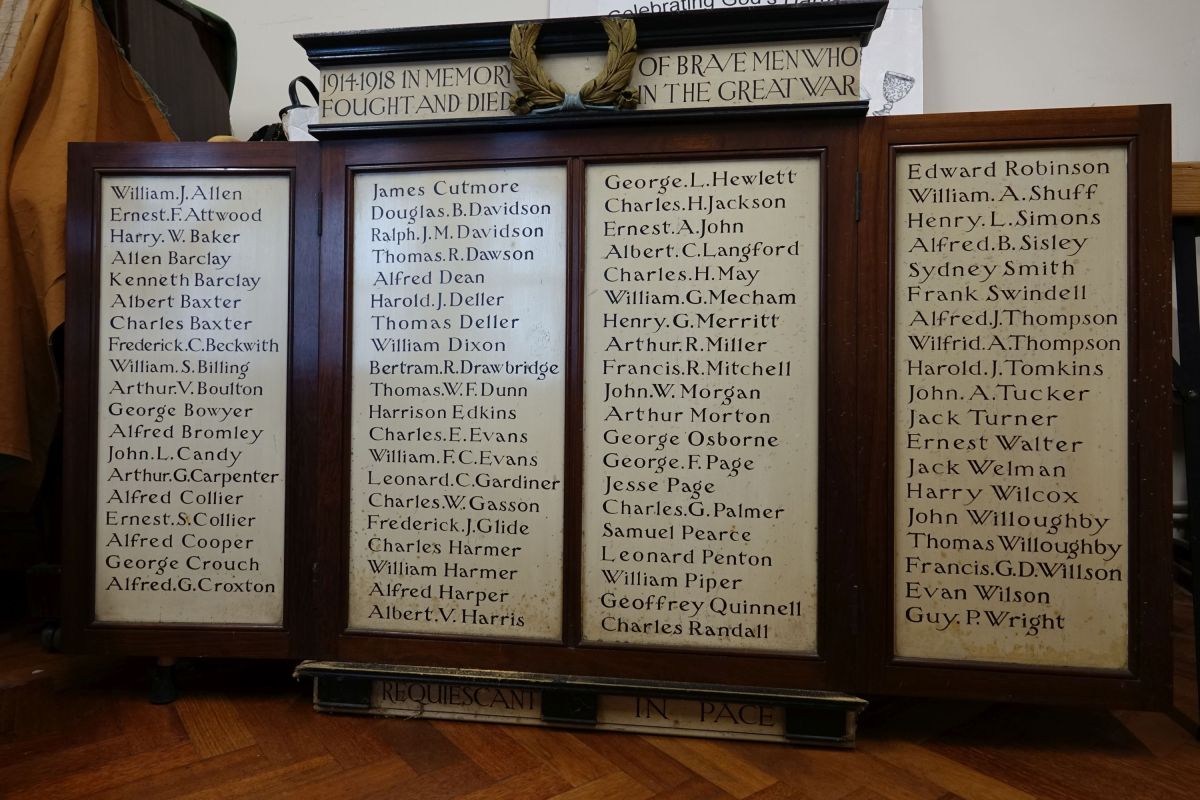 Celebrating God's
1914-1918 IN MEMORY OF BRAVE MEN WHO
FOUGHT AND DIED IN THE GREAT WAR
William.J.Allen
Ernest.F.Attwood
Harry.W.Baker
Allen Barclay
Kenneth Barclay
Albert Baxter
Charles Baxter
Frederick.C.Beckwith
William.S.Billing
Arthur.V.Boulton
George Bowyer
Alfred Bromley
John.L.Candy
Arthur.G.Carpenter
Alfred Collier
Ernest.S.Collier
Alfred Cooper
George Crouch
Alfred.G.Croxton
James Cutmore
Douglas.B.Davidson
Ralph.J.M.Davidson
Thomas.R.Dawson
Alfred Dean
Harold.J.Deller
Thomas Deller
William Dixon
Bertram.R.Drawbridge
Thomas.W.F.Dunn
Harrison Edkins
Charles.E.Evans
William.F.C.Evans
Leonard.C.Gardiner
Charles.W.Gasson
Frederick.J.Glide
Charles Harmer
William Harmer
Alfred Harper
Albert.V.Harris
George.L.Hewlett
Charles.H.Jackson
Ernest.A.John
Albert.C.Langford
Charles.H.May
William.G.Mecham
Henry.G.Merritt
Arthur.R.Miller
Francis.R.Mitchell
John.W.Morgan
Arthur Morton
George Osborne
George.F.Page
Jesse Page
Charles.G.Palmer
Samuel Pearce
Leonard Penton
William Piper
Geoffrey Quinnell
Charles Randall
Edward Robinson
William.A.Shuff
Henry.L.Simons
Alfred.B.Sisley
Sydney Smith
Frank Swindell
Alfred.J.Thompson
Wilfrid.A.Thompson
Harold.J.Tomkins
John.A.Tucker
Jack Turner
Ernest Walter
Jack Welman
Harry Wilcox
John Willoughby
Thomas Willoughby
Francis.G.D.Willson
Evan Wilson
Guy.P.Wright
REQUIESCANT IN PACE